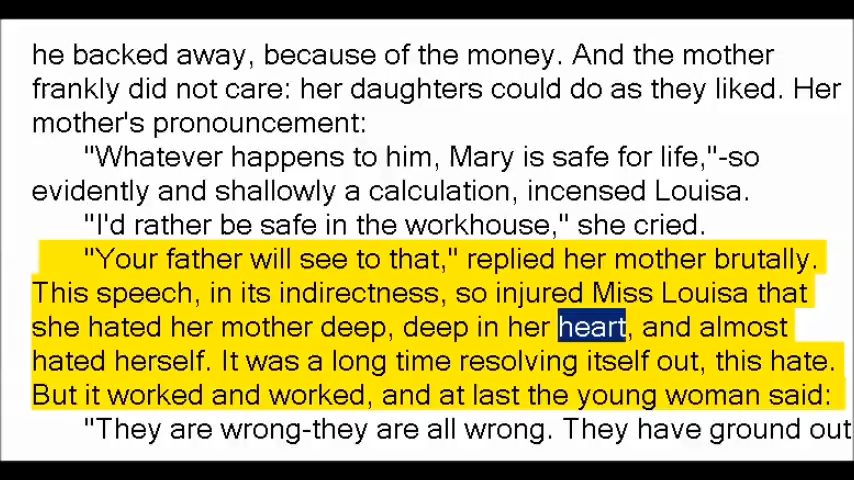 he backed away, because of the money. And the mother
frankly did not care: her daughters could do as they liked. Her
mother's pronouncement:
"Whatever happens to him, Mary is safe for life,"-so
evidently and shallowly a calculation, incensed Louisa.
"I'd rather be safe in the workhouse," she cried.
"Your father will see to that," replied her mother brutally.
This speech, in its indirectness, so injured Miss Louisa that
she hated her mother deep, deep in her heart, and almost
hated herself. It was a long time resolving itself out, this hate.
But it worked and worked, and at last the young woman said:
"They are wrong-they are all wrong. They have ground out